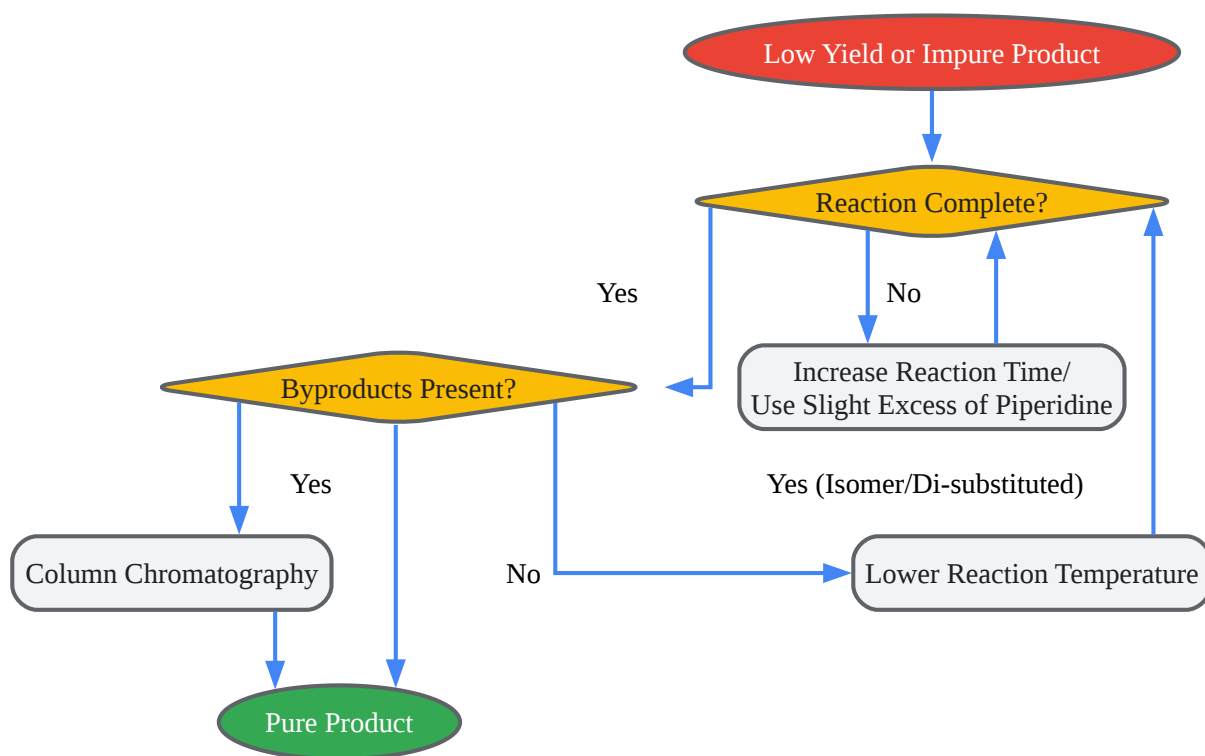 Low Yield or Impure Product
Reaction Complete?
Yes
No
Increase Reaction Time/
Use Slight Excess of Piperidine
Byproducts Present?
Yes
Yes (Isomer/Di-substituted)
Column Chromatography
No
Lower Reaction Temperature
Pure Product